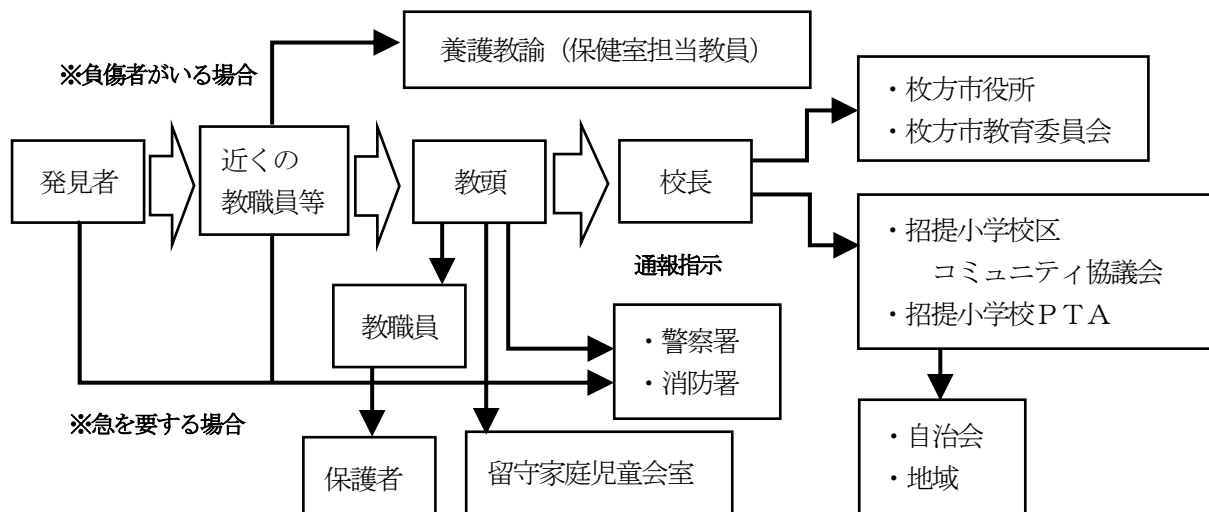 養護教諭（保健室担当教員）
※負傷者がいる場合
・枚方市役所
・枚方市教育委員会
発見者
近くの
教職員等
教頭
校長
・招提小学校区
コミュニティ協議会
・招提小学校ＰＴＡ
通報指示
教職員
・警察署
・消防署
※急を要する場合
保護者
留守家庭児童会室
・自治会
・地域